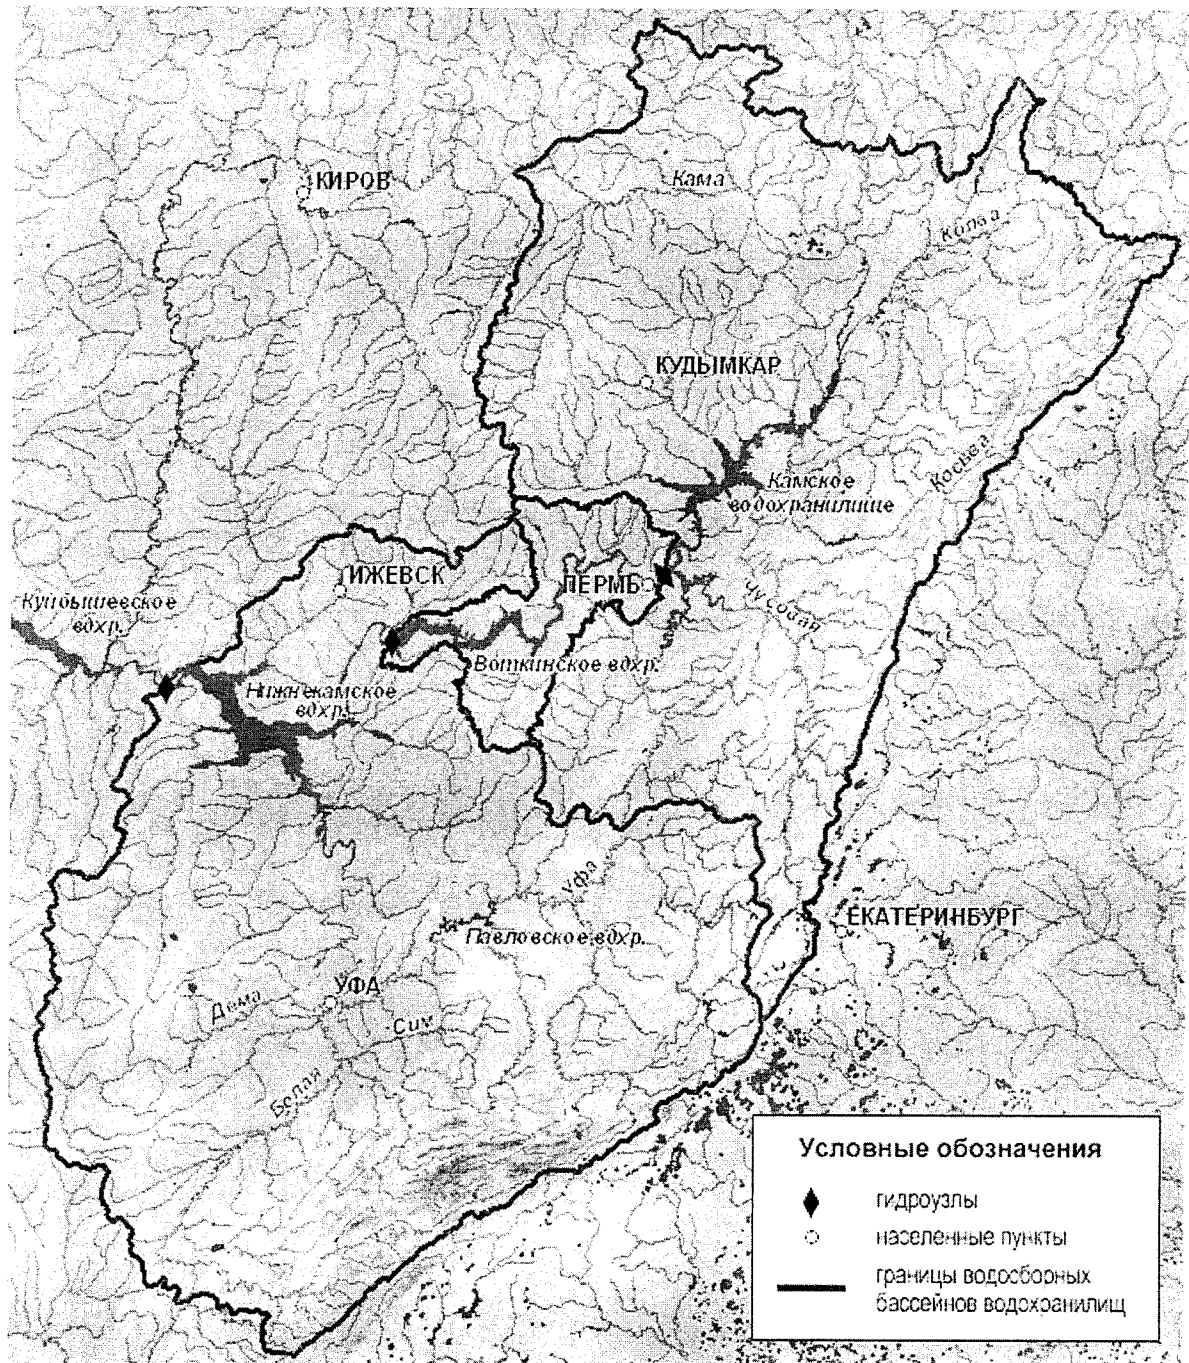 КИРОВ
Кама
Колва
КУДЫМКАР
Косьва
Камское
водохранилище
ИЖЕВСК
ПЕРМЬ
Чусовая
Куйбышевское
вдхр.
Воткинское вдхр.
Нижнекамское
вдхр.
Уфа
ЕКАТЕРИНБУРГ
Павловское вдхр.
УФА
Дема
Сим
Белая
Условные обозначения
гидроузлы
населенные пункты
границы водосборных
бассейнов водохранилищ